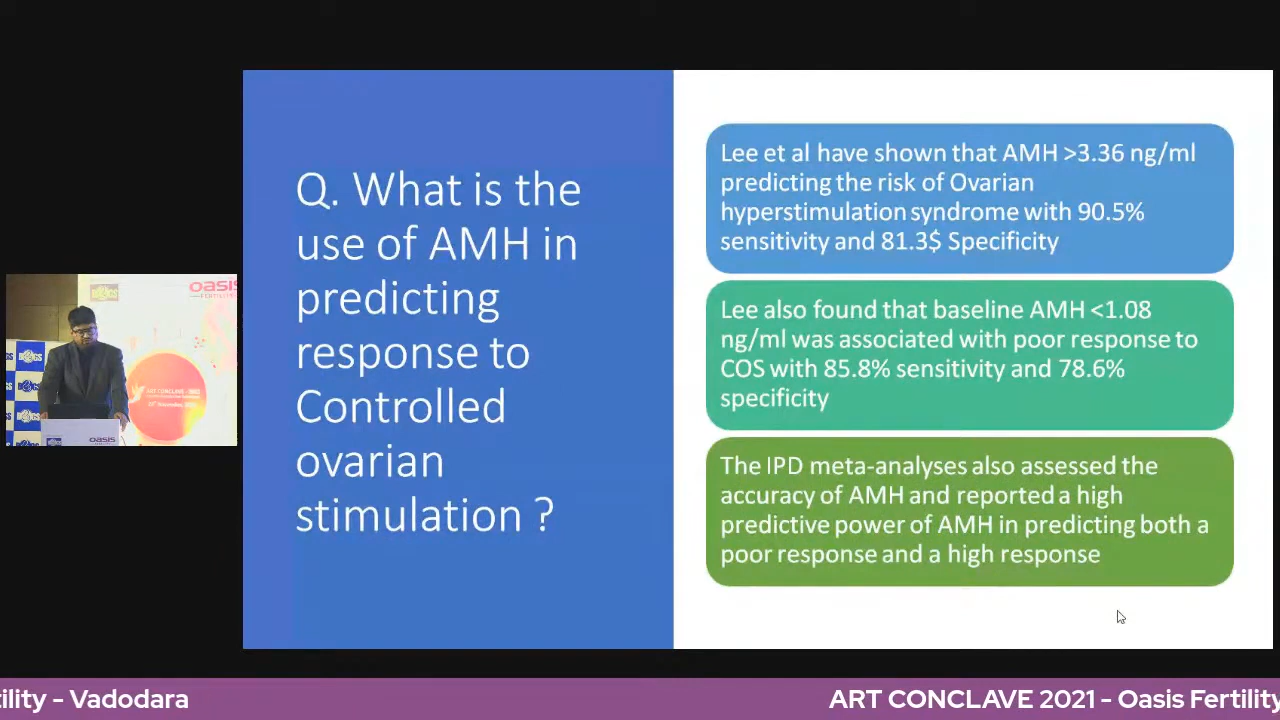 Q. What is the
use of AMH in
predicting
response to
Controlled
ovarian
stimulation ?
Lee et al have shown that AMH >3.36 ng/ml
predicting the risk of Ovarian
hyperstimulation syndrome with 90.5%
sensitivity and 81.3$ Specificity
Lee also found that baseline AMH <1.08
ng/ml was associated with poor response to
COS with 85.8% sensitivity and 78.6%
specificity
The IPD meta-analyses also assessed the
accuracy of AMH and reported a high
predictive power of AMH in predicting both a
poor response and a high response
oasis
FERTILITY
oasis
tility - Vadodara
ART CONCLAVE 2021 - Oasis Fertility